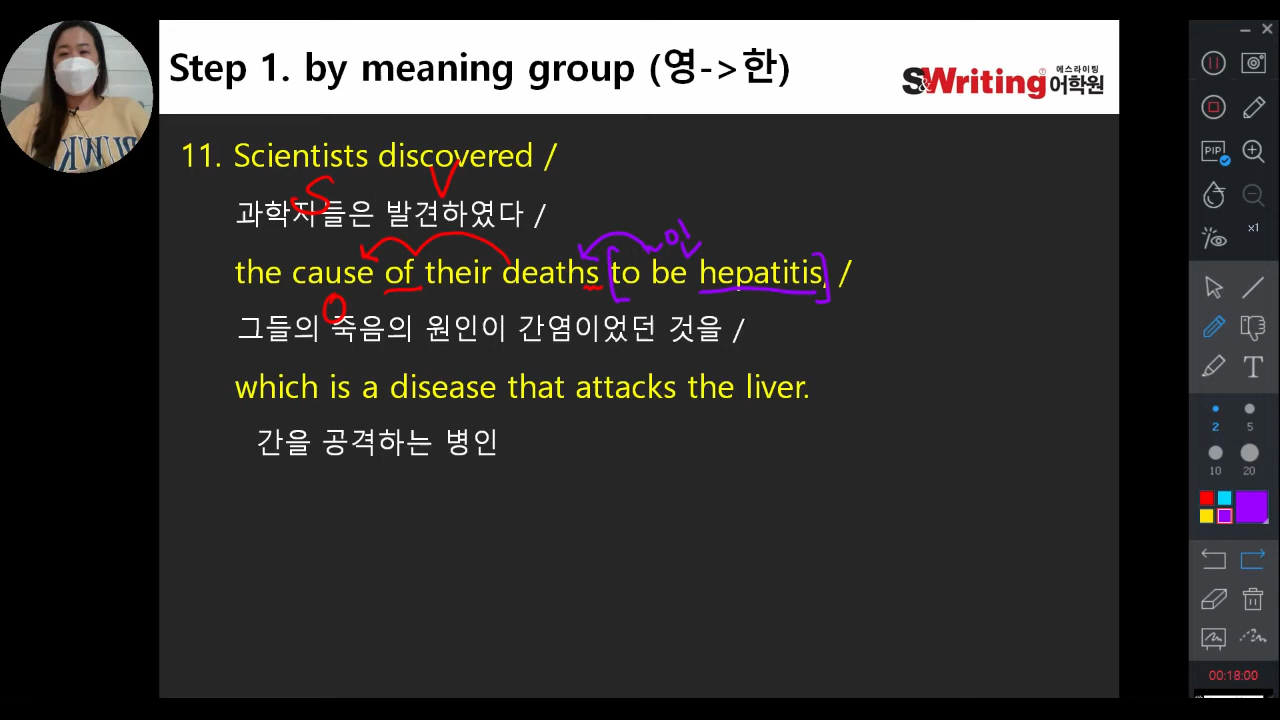 Step 1. by meaning group (영->한)
S&Writing 에스라이팅 어학원
11. Scientists discovered /
S V
과학자들은 발견하였다 /
~인
the cause of their deaths [to be hepatitis,] /
O
그들의 죽음의 원인이 간염이었던 것을 /
which is a disease that attacks the liver.
간을 공격하는 병인
PIP
x1
T
2 5
10 20
00:18:00